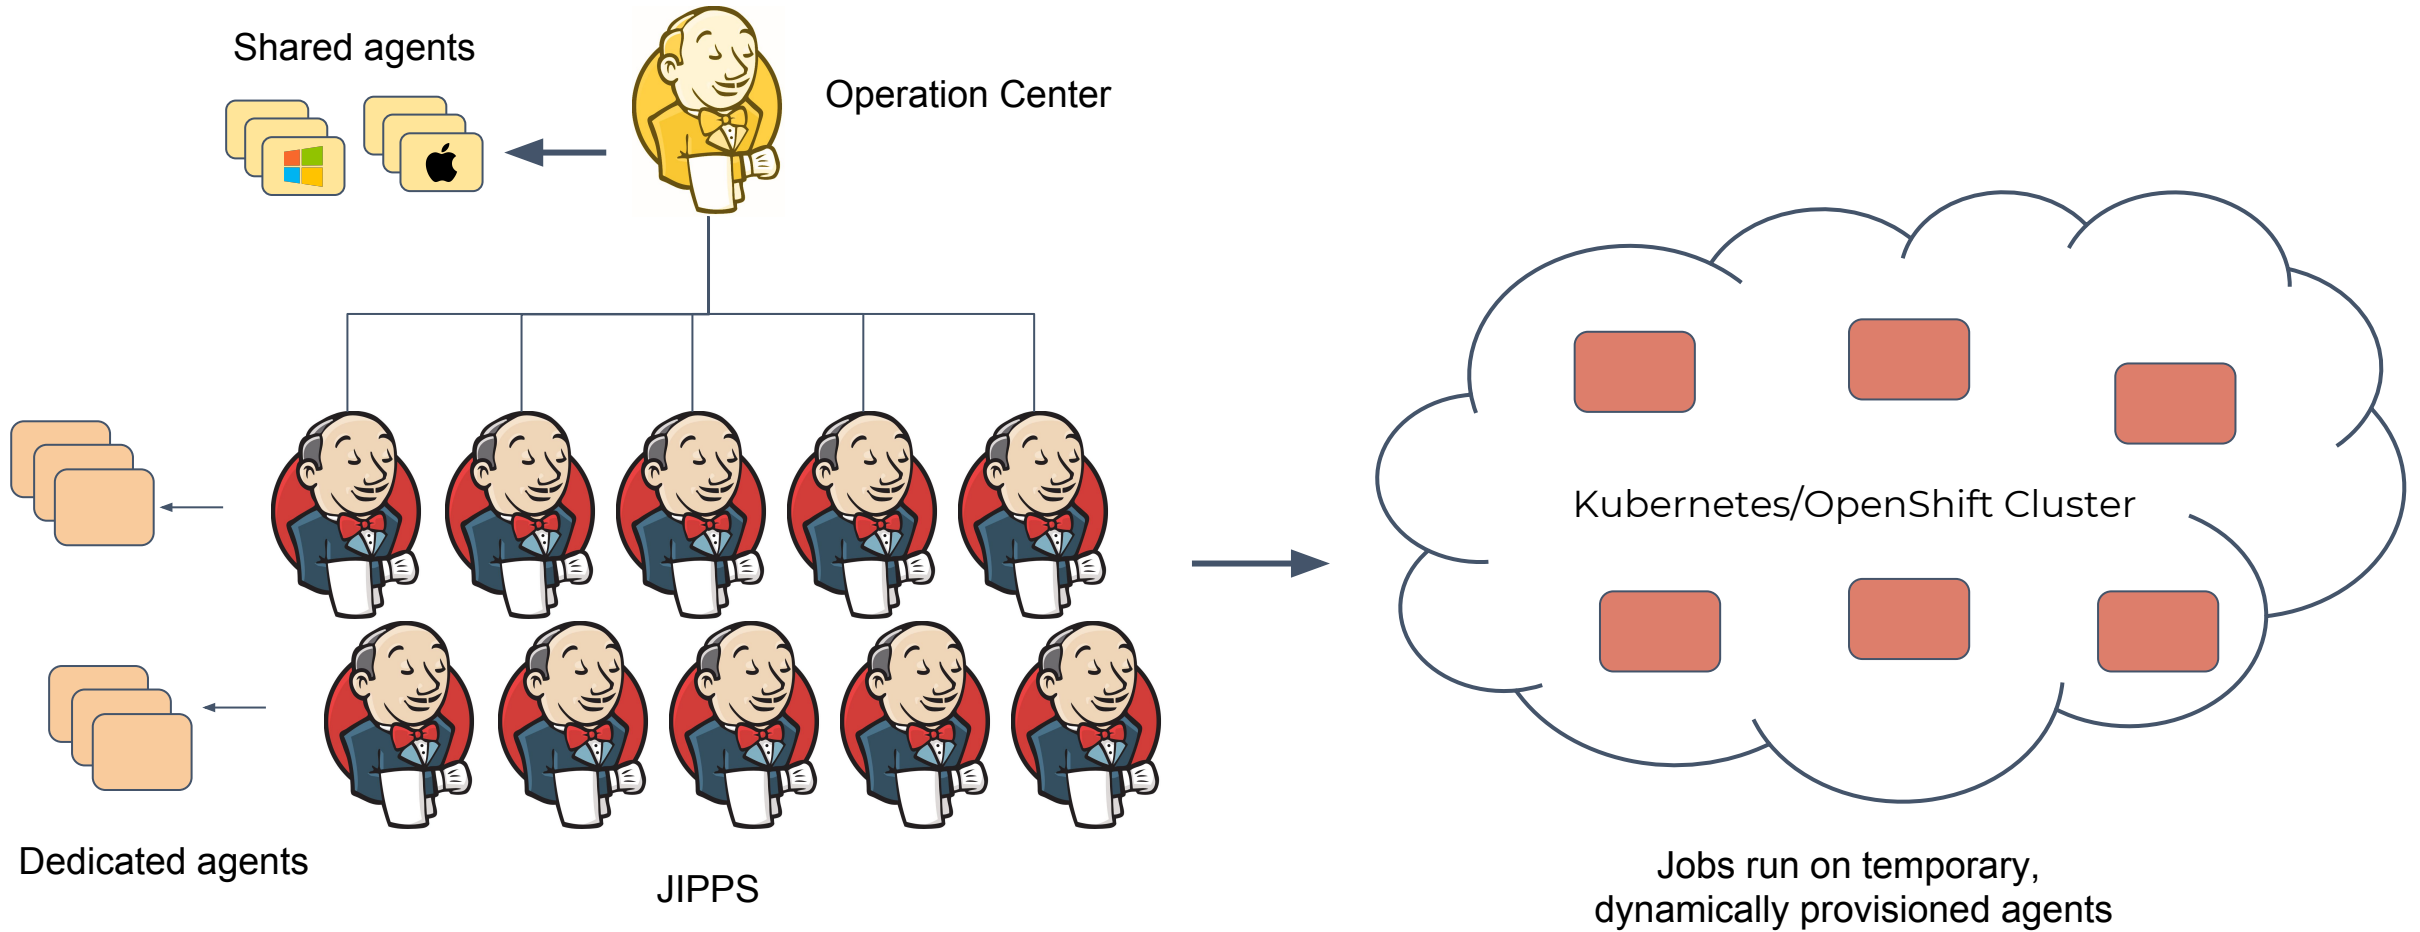 Shared agents
Operation Center
Kubernetes/OpenShift Cluster
Dedicated agents
JIPPS
Jobs run on temporary,
dynamically provisioned agents